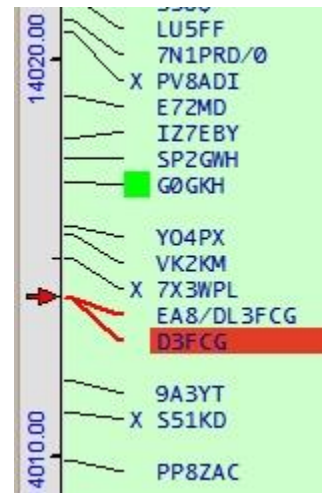 14020.00
LU5FF
7N1PRD/0
X PV8ADI
E72MD
IZ7EBY
SP2GWH
G0GKH
YO4PX
VK2KM
X 7X3WPL
EA8/DL3FCG
D3FCG
9A3YT
X S51KD
4010.00
PP8ZAC